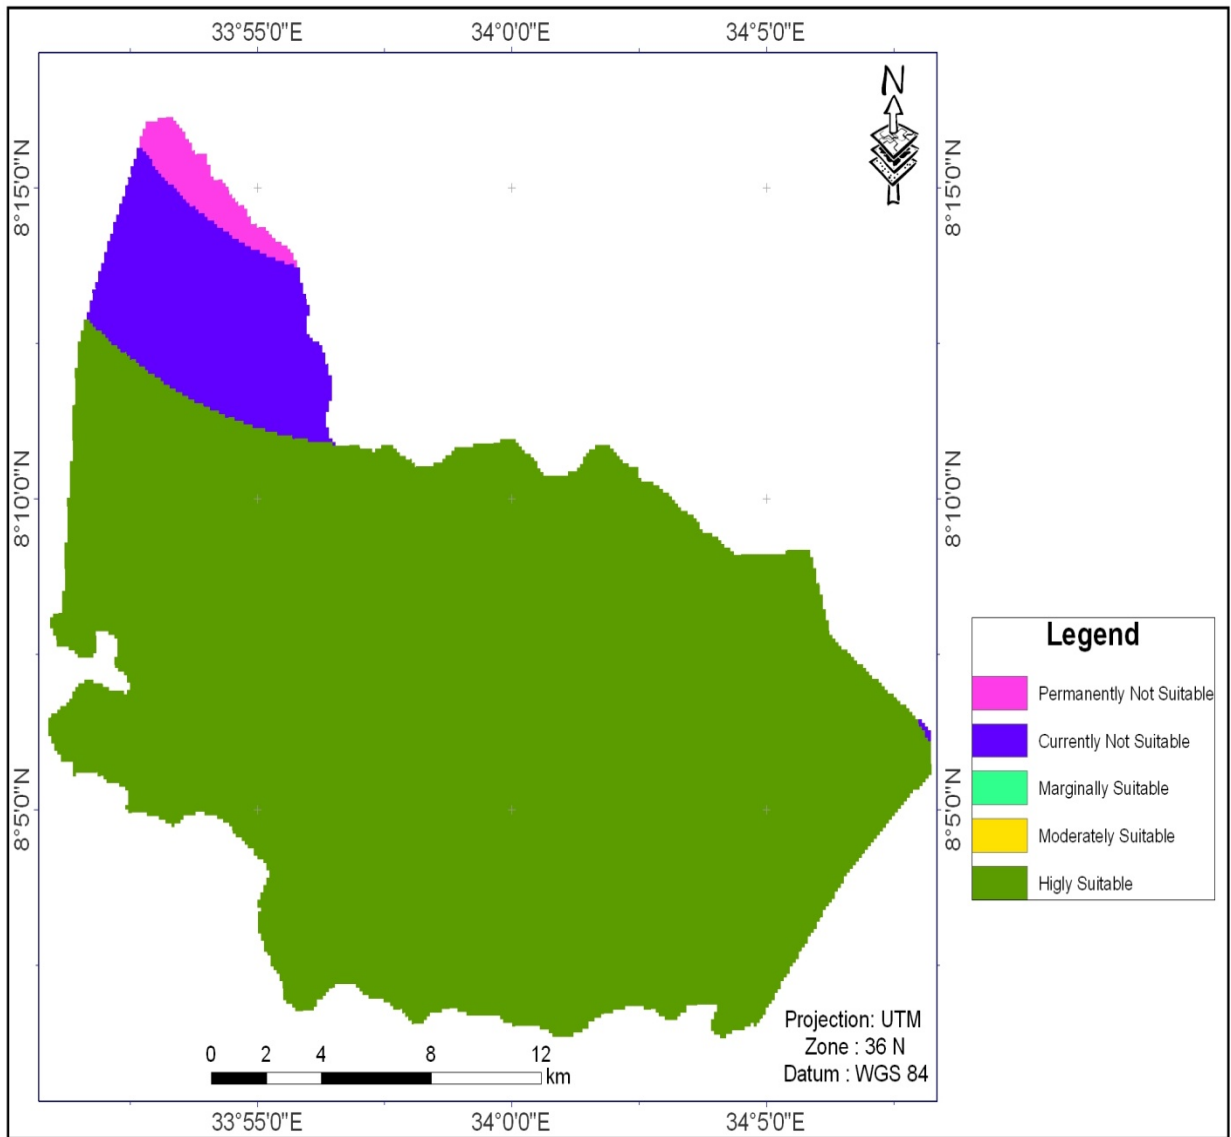 33°55'0"E 34°0'0"E 34°5'0"E
N
8°15'0"N 8°15'0"N
8°10'0"N 8°10'0"N
Legend
Permanently Not Suitable
Currently Not Suitable
Marginally Suitable
Moderately Suitable
Higly Suitable
8°5'0"N 8°5'0"N
Projection: UTM
Zone : 36 N
Datum : WGS 84
0 2 4 8 12
km
33°55'0"E 34°0'0"E 34°5'0"E